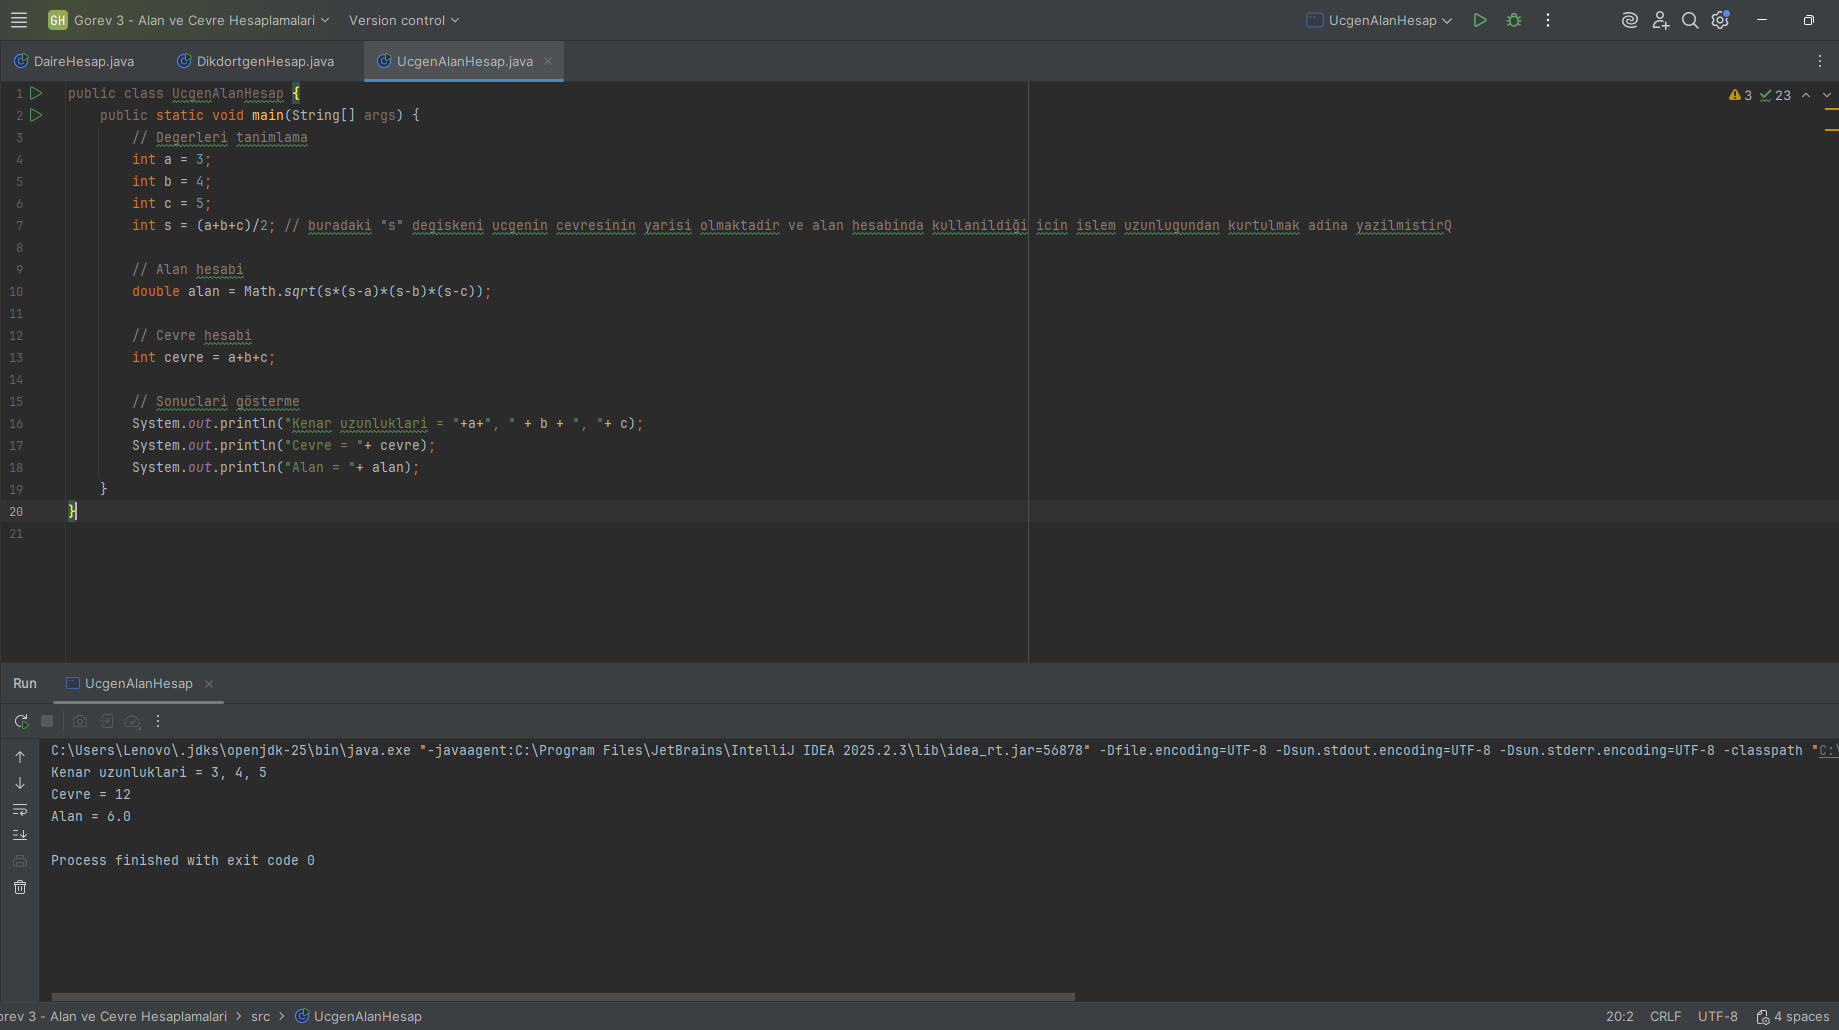 GH Gorev 3 - Alan ve Cevre Hesaplamalari Version control UcgenAlanHesap
DaireHesap.java DikdortgenHesap.java UcgenAlanHesap.java
3 23
1 public class UcgenAlanHesap {
2 public static void main(String[] args) {
3 // Degerleri tanimlama
4 int a = 3;
5 int b = 4;
6 int c = 5;
7 int s = (a+b+c)/2; // buradaki "s" degiskeni ucgenin cevresinin yarisi olmaktadir ve alan hesabinda kullanildiği icin islem uzunlugundan kurtulmak adina yazilmistirQ
8
9 // Alan hesabi
10 double alan = Math.sqrt(s*(s-a)*(s-b)*(s-c));
11
12 // Cevre hesabi
13 int cevre = a+b+c;
14
15 // Sonuclari gösterme
16 System.out.println("Kenar uzunluklari = "+a+", " + b + ", "+ c);
17 System.out.println("Cevre = "+ cevre);
18 System.out.println("Alan = "+ alan);
19 }
20 }
21
Run UcgenAlanHesap
C:\Users\Lenovo\.jdks\openjdk-25\bin\java.exe "-javaagent:C:\Program Files\JetBrains\IntelliJ IDEA 2025.2.3\lib\idea_rt.jar=56878" -Dfile.encoding=UTF-8 -Dsun.stdout.encoding=UTF-8 -Dsun.stderr.encoding=UTF-8 -classpath "C:\
Kenar uzunluklari = 3, 4, 5
Cevre = 12
Alan = 6.0
Process finished with exit code 0
orev 3 - Alan ve Cevre Hesaplamalari > src > UcgenAlanHesap 20:2 CRLF UTF-8 4 spaces